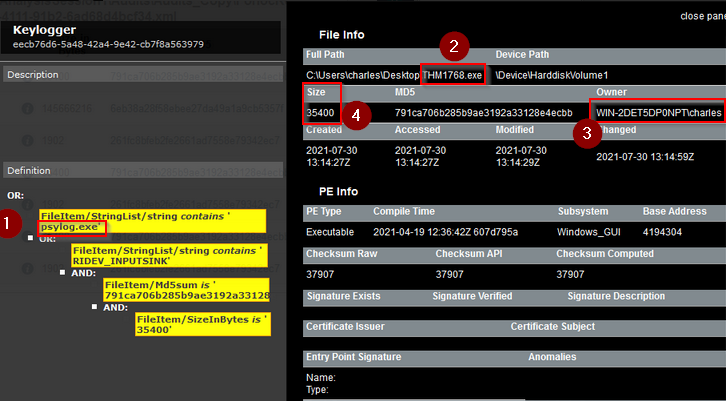 Keylogger
eecb76d6-5a48-42a4-9e42-cb7f8a563979
Description
Definition
OR:
1
FileItem/StringList/string contains '
psylog.exe'
OR:
FileItem/StringList/string contains '
RIDEV_INPUTSINK'
AND:
FileItem/Md5sum is '
791ca706b285b9ae3192a33128
AND:
FileItem/SizeInBytes is '
35400'
close pane
File Info
2
Full Path Device Path
C:\Users\charles\Desktop THM1768.exe \Device\HarddiskVolume1
Size MD5 Owner
35400 791ca706b285b9ae3192a33128e4ecbb WIN-2DET5DP0NPT\charles
4
3
Created Accessed Modified Changed
2021-07-30 2021-07-30 2021-07-30 2021-07-30 13:14:59Z
13:14:27Z 13:14:27Z 13:14:29Z
PE Info
PE Type Compile Time Subsystem Base Address
Executable 2021-04-19 12:36:42Z 607d795a Windows_GUI 4194304
Checksum Raw Checksum API Checksum Computed
37907 37907 37907
Signature Exists Signature Verified Signature Description
Certificate Issuer Certificate Subject
Entry Point Signature Anomalies
Name:
Type: